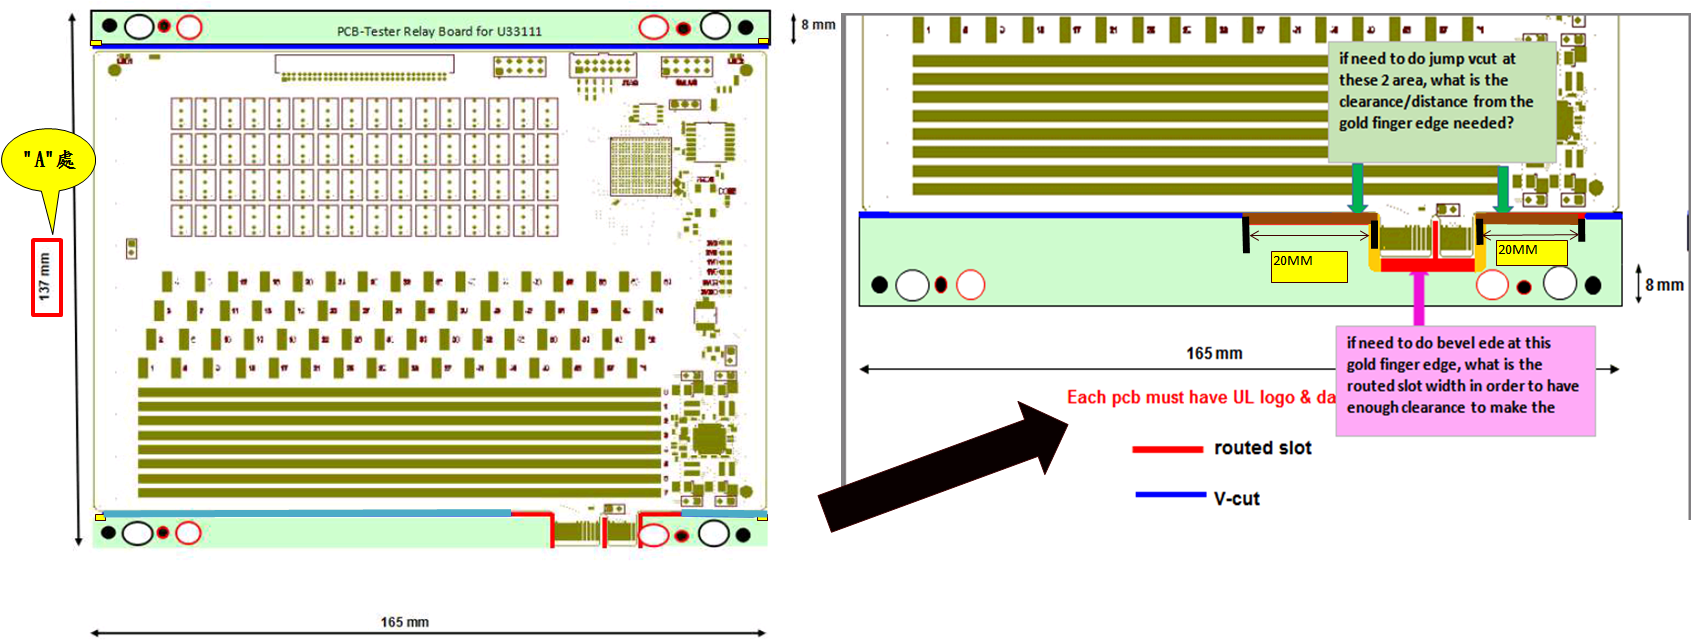 PCB-Tester Relay Board for U33111
8 mm
"A"處
137 mm
165 mm
if need to do jump vcut at
these 2 area, what is the
clearance/distance from the
gold finger edge needed?
20MM
20MM
8 mm
165 mm
if need to do bevel ede at this
gold finger edge, what is the
routed slot width in order to have
enough clearance to make the
Each pcb must have UL logo & da
routed slot
V-cut